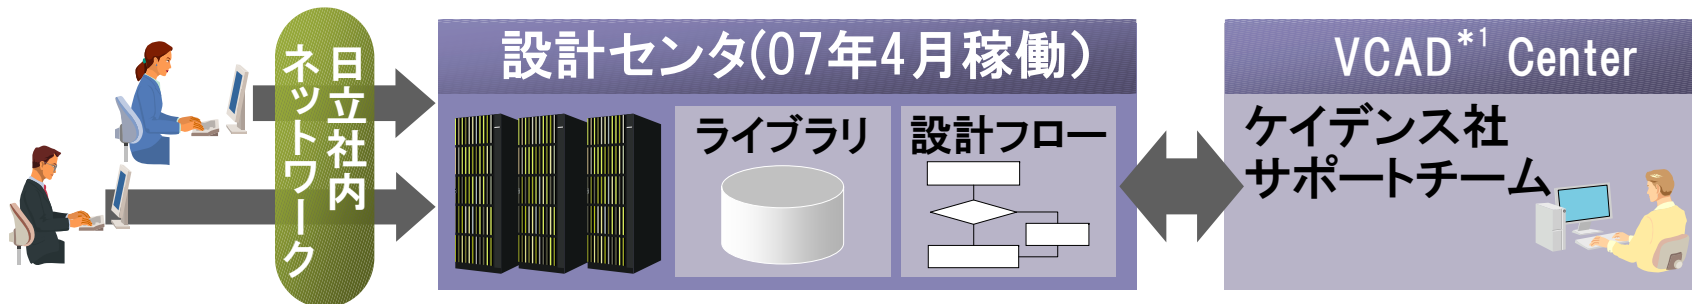 日立社内
ネットワーク
設計センタ(07年4月稼働)
ライブラリ
設計フロー
VCAD*1 Center
ケイデンス社
サポートチーム